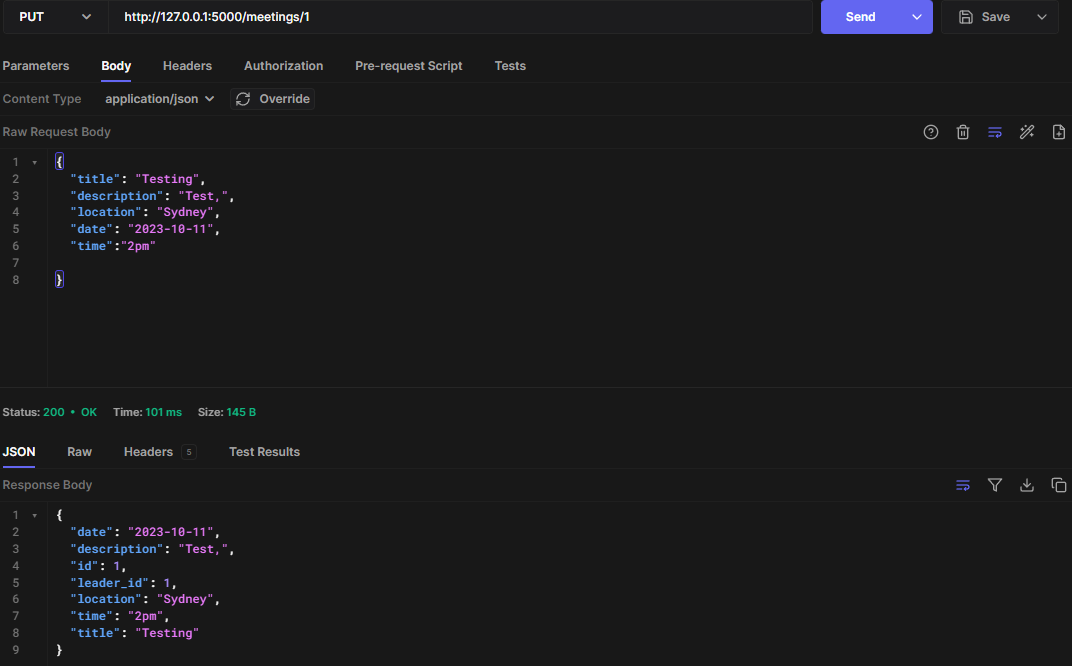 PUT http://127.0.0.1:5000/meetings/1 Send Save
Parameters Body Headers Authorization Pre-request Script Tests
Content Type application/json Override
Raw Request Body
1 {
2 "title": "Testing",
3 "description": "Test,",
4 "location": "Sydney",
5 "date": "2023-10-11",
6 "time":"2pm"
7
8 }
Status: 200 • OK Time: 101 ms Size: 145 B
JSON Raw Headers 5 Test Results
Response Body
1 {
2 "date": "2023-10-11",
3 "description": "Test,",
4 "id": 1,
5 "leader_id": 1,
6 "location": "Sydney",
7 "time": "2pm",
8 "title": "Testing"
9 }